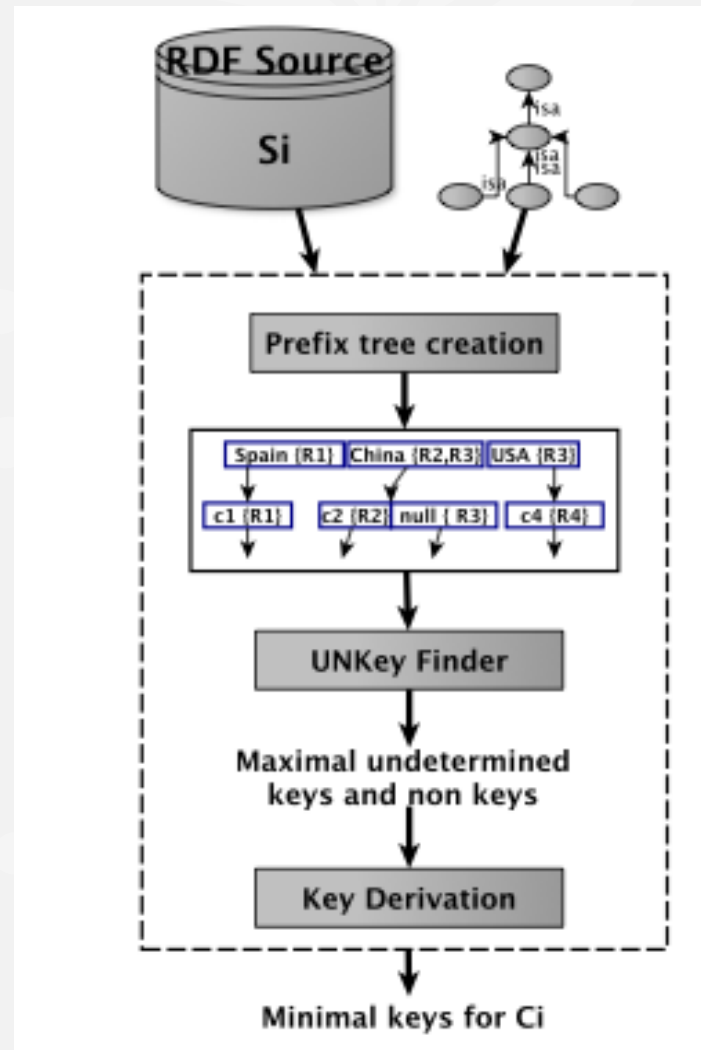 RDF Source
Si
isa
isa
isa
isa
Prefix tree creation
Spain {R1} China {R2,R3} USA {R3}
c1 {R1} c2 {R2} null { R3} c4 {R4}
UNKey Finder
Maximal undetermined
keys and non keys
Key Derivation
Minimal keys for Ci